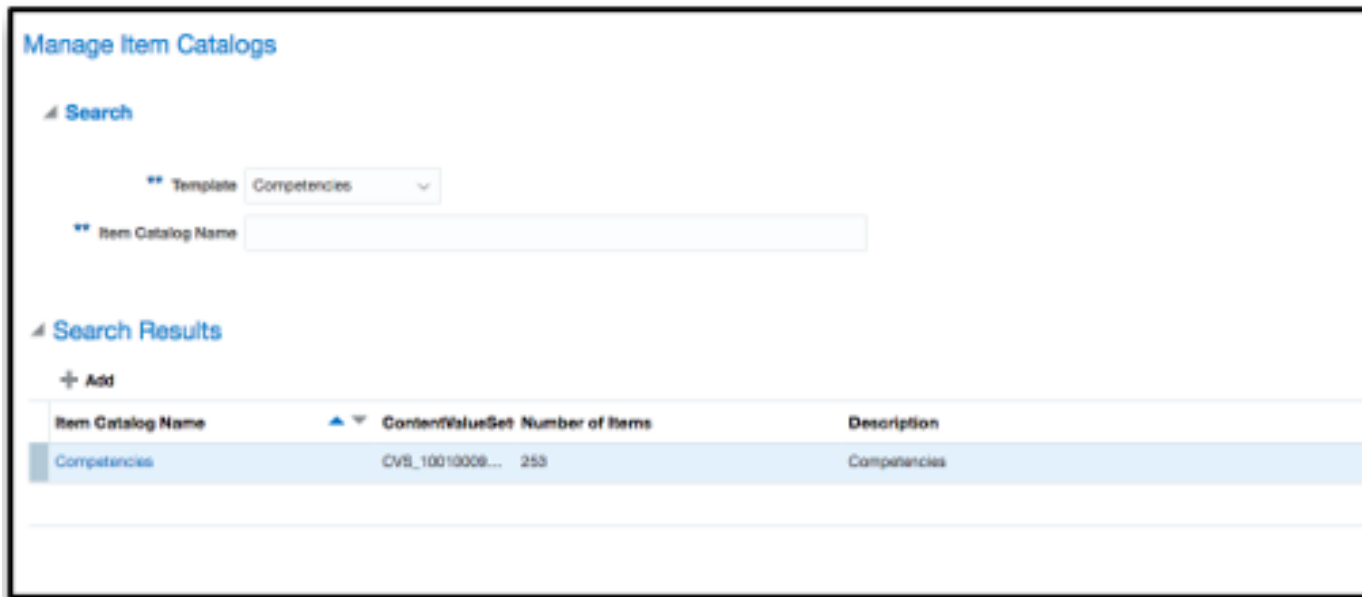 Manage Item Catalogs
Search
** Template Competencies
** Item Catalog Name
Search Results
Add
Item Catalog Name ContentValueSet Number of Items Description
Competencies 253 Competencies